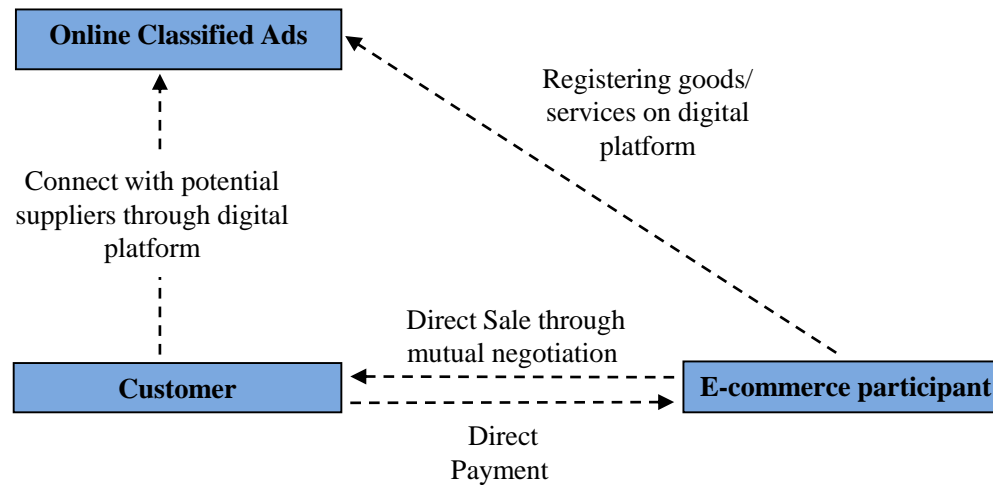 Online Classified Ads
Registering goods/
services on digital
platform
Connect with potential
suppliers through digital
platform
Direct Sale through
mutual negotiation
Customer
E-commerce participant
Direct
Payment